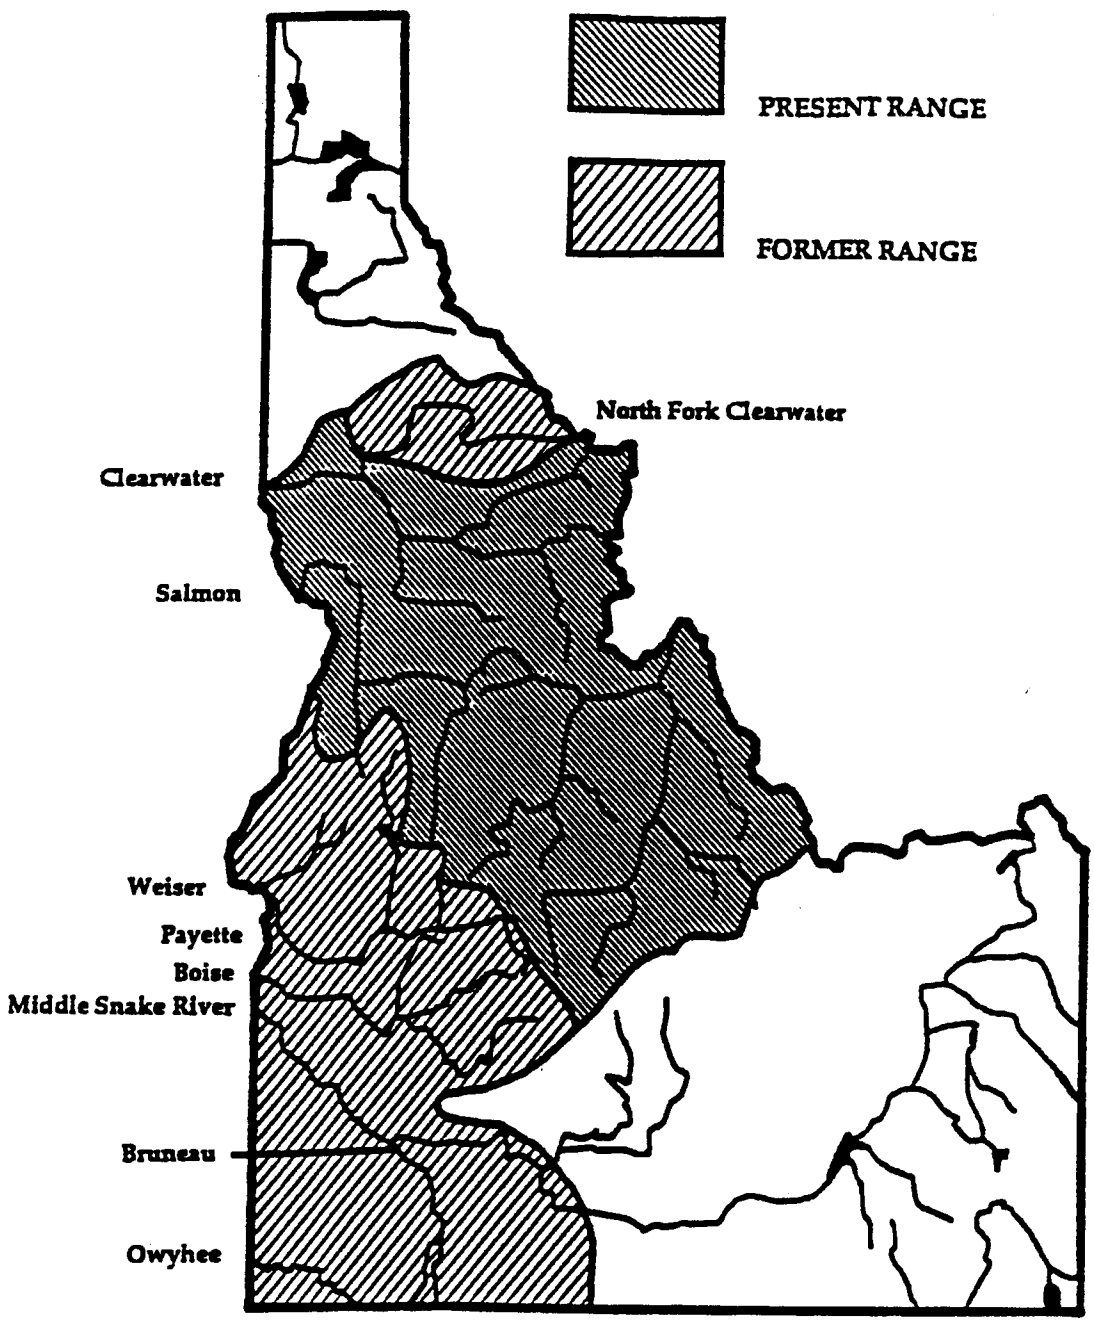 PRESENT RANGE
FORMER RANGE
North Fork Clearwater
Clearwater
Salmon
Weiser
Payette
Boise
Middle Snake River
Bruneau
Owyhee